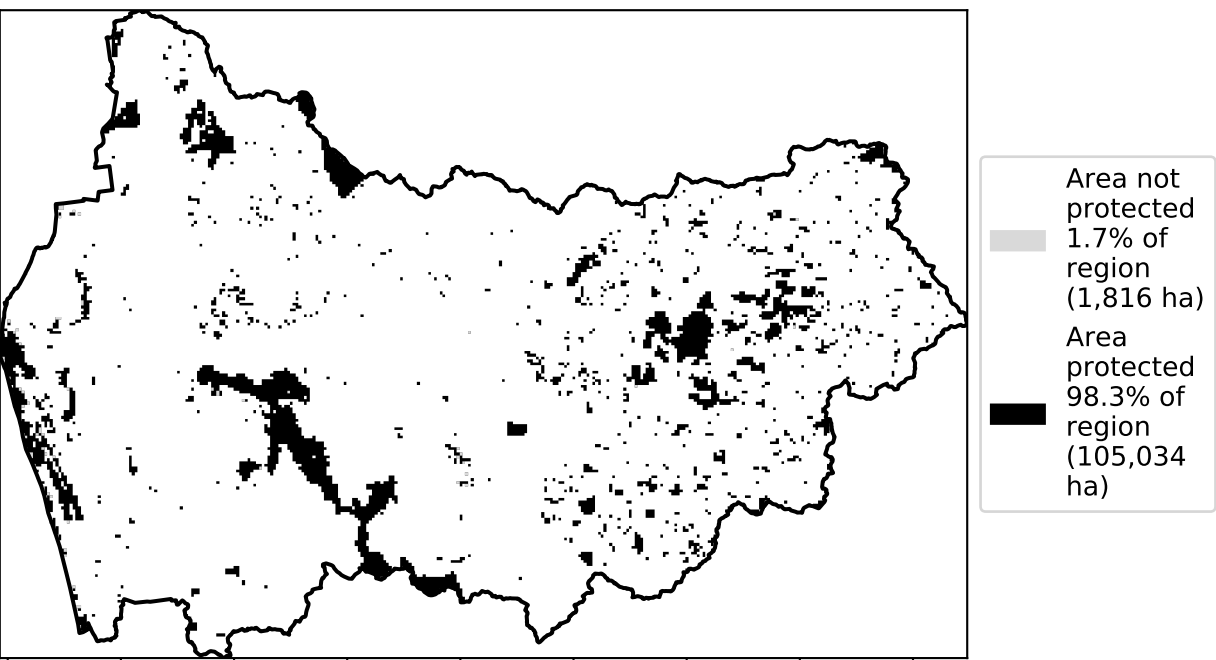 Area not
protected
1.7% of
region
(1,816 ha)
Area
protected
98.3% of
region
(105,034
ha)